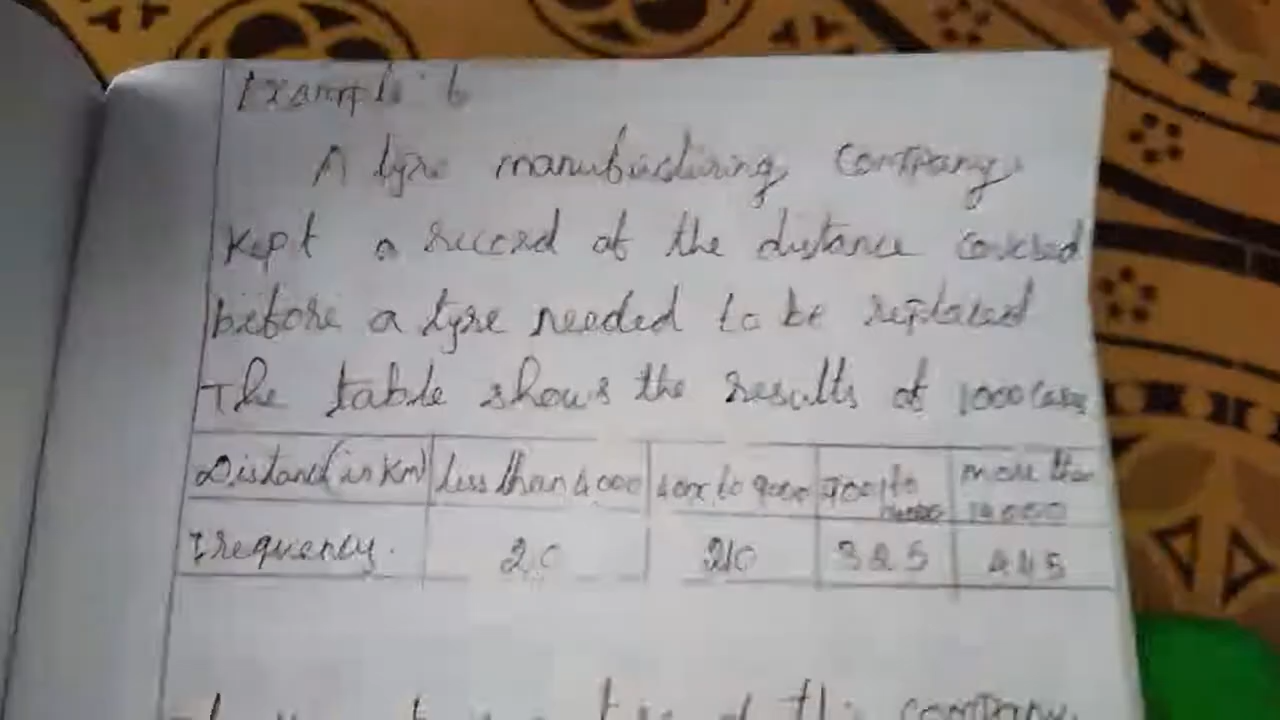 Example 6
A tyre manufacturing company
kept a record of the distance covered
before a tyre needed to be replaced
The table shows the results of 1000 cases
Distance(in Km) less than 4000 to 9000 to more than
Frequency. 20 210 325 445
company